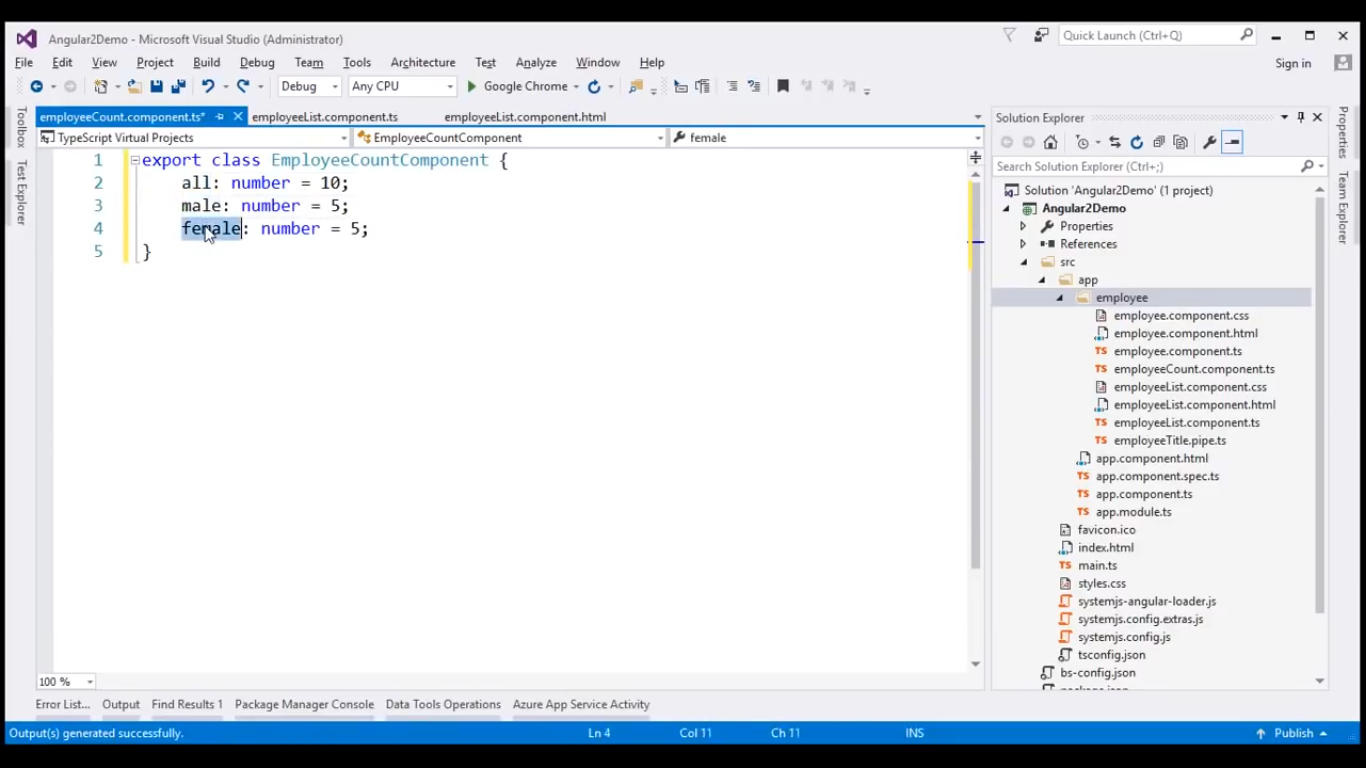 Angular2Demo - Microsoft Visual Studio (Administrator)
Quick Launch (Ctrl+Q)
File Edit View Project Build Debug Team Tools Architecture Test Analyze Window Help
Sign in
Debug Any CPU Google Chrome
employeeCount.component.ts* employeeList.component.ts employeeList.component.html
TypeScript Virtual Projects EmployeeCountComponent female
1 export class EmployeeCountComponent {
2 all: number = 10;
3 male: number = 5;
4 female: number = 5;
5 }
Toolbox
Test Explorer
Solution Explorer
Search Solution Explorer (Ctrl+;)
Solution 'Angular2Demo' (1 project)
Angular2Demo
Properties
References
src
app
employee
employee.component.css
employee.component.html
employee.component.ts
employeeCount.component.ts
employeeList.component.css
employeeList.component.html
employeeList.component.ts
employeeTitle.pipe.ts
app.component.html
app.component.spec.ts
app.component.ts
app.module.ts
favicon.ico
index.html
main.ts
styles.css
systemjs-angular-loader.js
systemjs.config.extras.js
systemjs.config.js
tsconfig.json
bs-config.json
Properties
Team Explorer
100 %
Error List... Output Find Results 1 Package Manager Console Data Tools Operations Azure App Service Activity
Output(s) generated successfully. Ln 4 Col 11 Ch 11 INS Publish